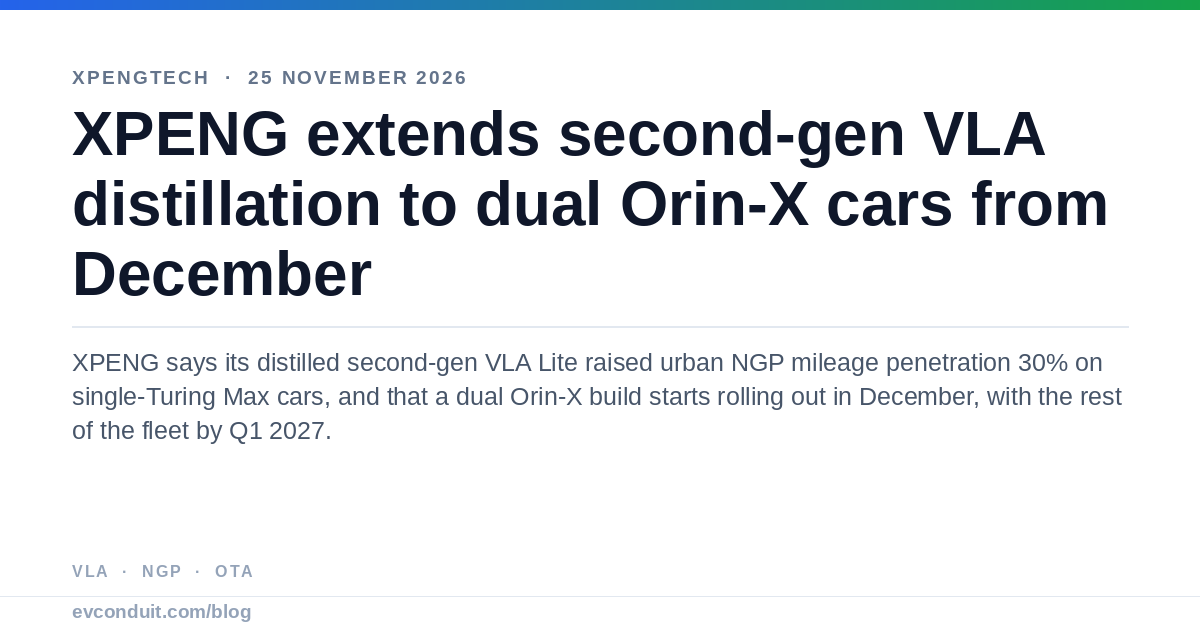 XPENGTECH · 25 NOVEMBER 2026
XPENG extends second-gen VLA
distillation to dual Orin-X cars from
December
XPENG says its distilled second-gen VLA Lite raised urban NGP mileage penetration 30% on
single-Turing Max cars, and that a dual Orin-X build starts rolling out in December, with the rest
of the fleet by Q1 2027.
VLA · NGP · OTA
evconduit.com/blog